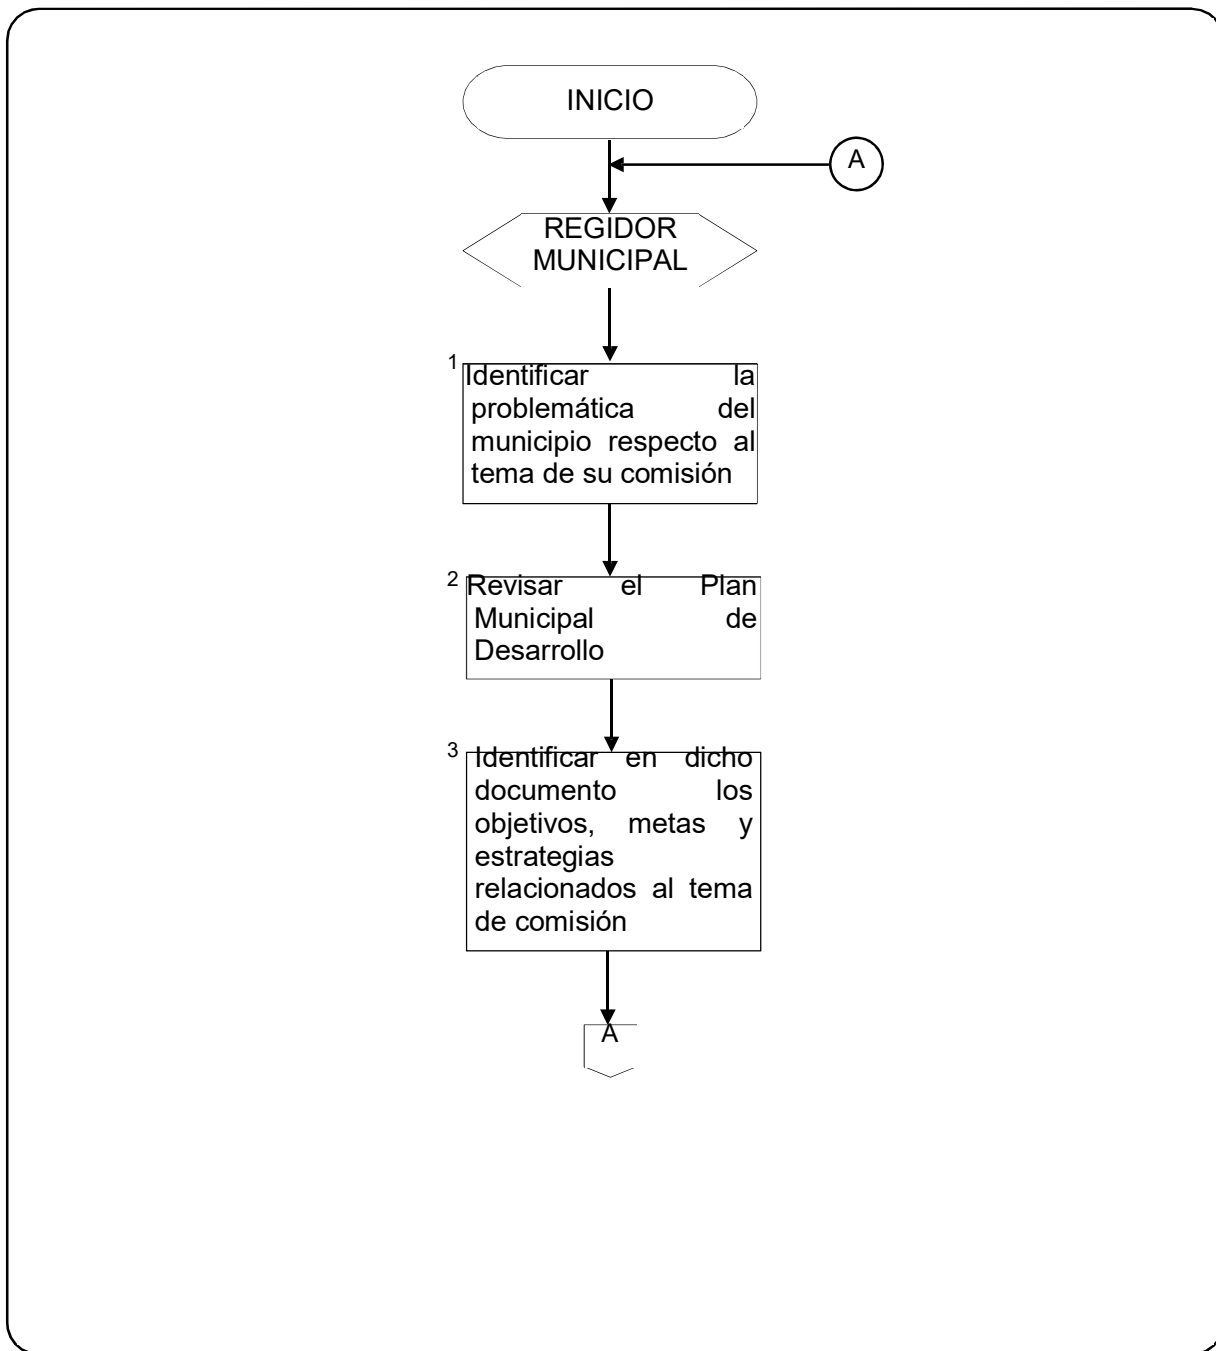 INICIO
A
REGIDOR
MUNICIPAL
1
Identificar la
problemática del
municipio respecto al
tema de su comisión
2
Revisar el Plan
Municipal de
Desarrollo
3
Identificar en dicho
documento los
objetivos, metas y
estrategias
relacionados al tema
de comisión
A